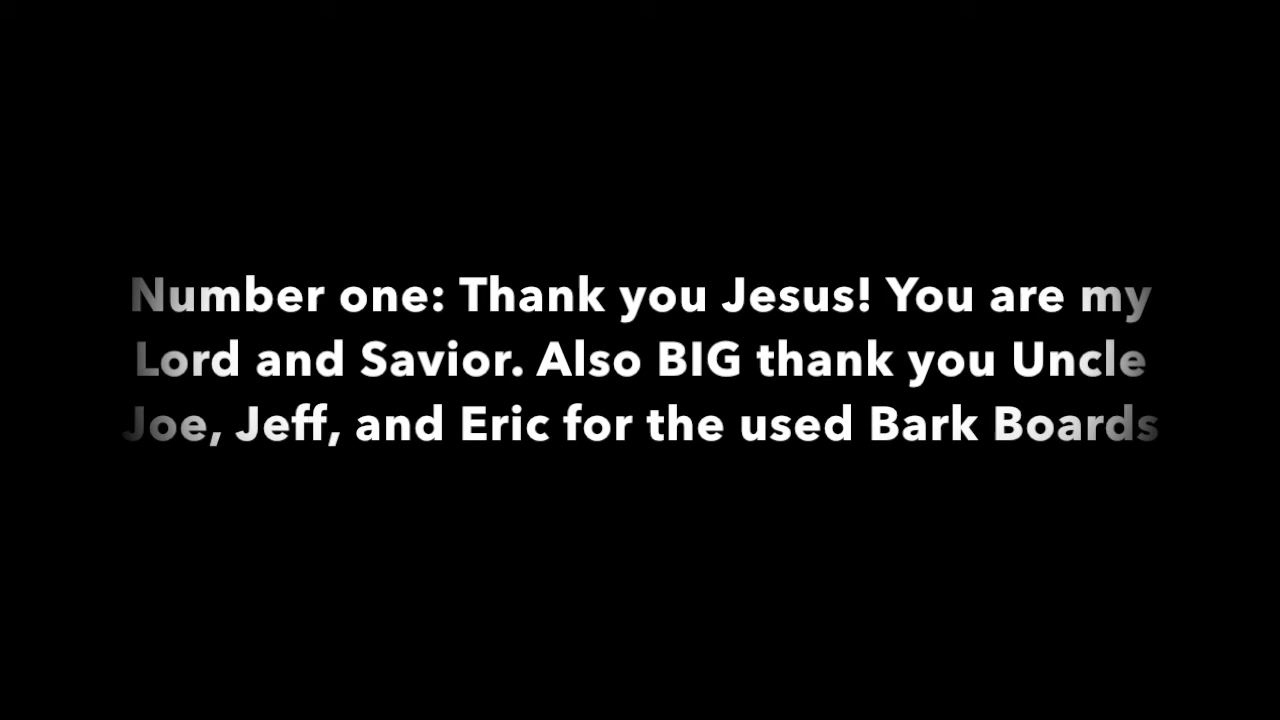 Number one: Thank you Jesus! You are my
Lord and Savior. Also BIG thank you Uncle
Joe, Jeff, and Eric for the used Bark Boards